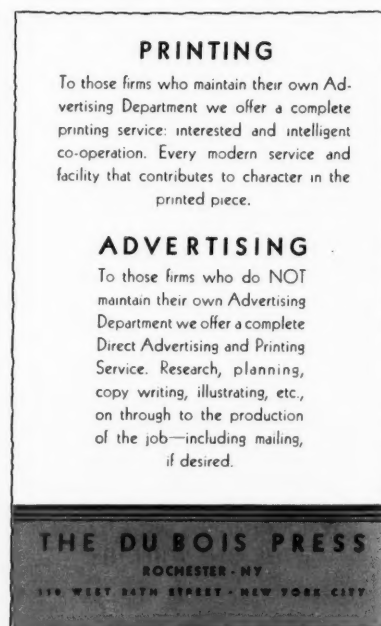 PRINTING
To those firms who maintain their own Ad-
vertising Department we offer a complete
printing service: interested and intelligent
co-operation. Every modern service and
facility that contributes to character in the
printed piece.
ADVERTISING
To those firms who do NOT
maintain their own Advertising
Department we offer a complete
Direct Advertising and Printing
Service. Research, planning,
copy writing, illustrating, etc.,
on through to the production
of the job—including mailing,
if desired.
THE DU BOIS PRESS
ROCHESTER - NY
WEST STREET - NEW YORK CITY